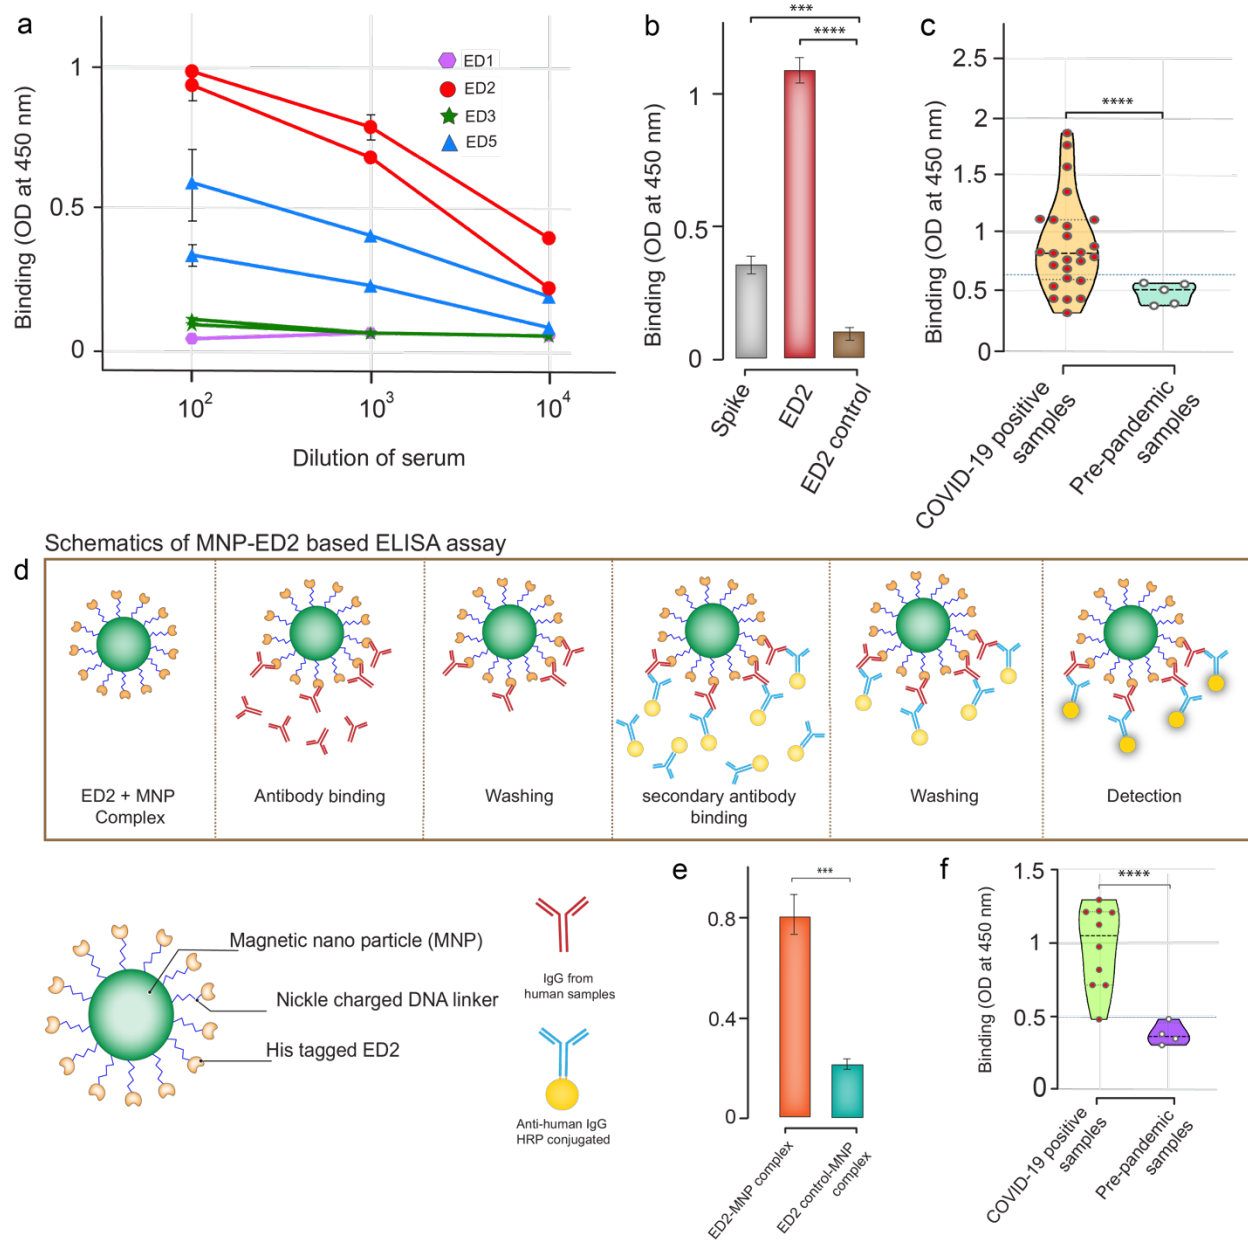 a
Binding (OD at 450 nm)
1
0.5
0
ED1
ED2
ED3
ED5
10²
10³
10⁴
Dilution of serum
b
Binding (OD at 450 nm)
1
0.5
0
***
****
Spike
ED2
ED2 control
c
Binding (OD at 450 nm)
2.5
2
1.5
1
0.5
0
****
COVID-19 positive
samples
Pre-pandemic
samples
Schematics of MNP-ED2 based ELISA assay
d
ED2 + MNP
Complex
Antibody binding
Washing
secondary antibody
binding
Washing
Detection
Magnetic nano particle (MNP)
Nickle charged DNA linker
His tagged ED2
IgG from
human samples
Anti-human IgG
HRP conjugated
e
0.8
0.4
0
***
ED2-MNP complex
ED2 control-MNP
complex
f
Binding (OD at 450 nm)
1.5
1
0.5
0
****
COVID-19 positive
samples
Pre-pandemic
samples